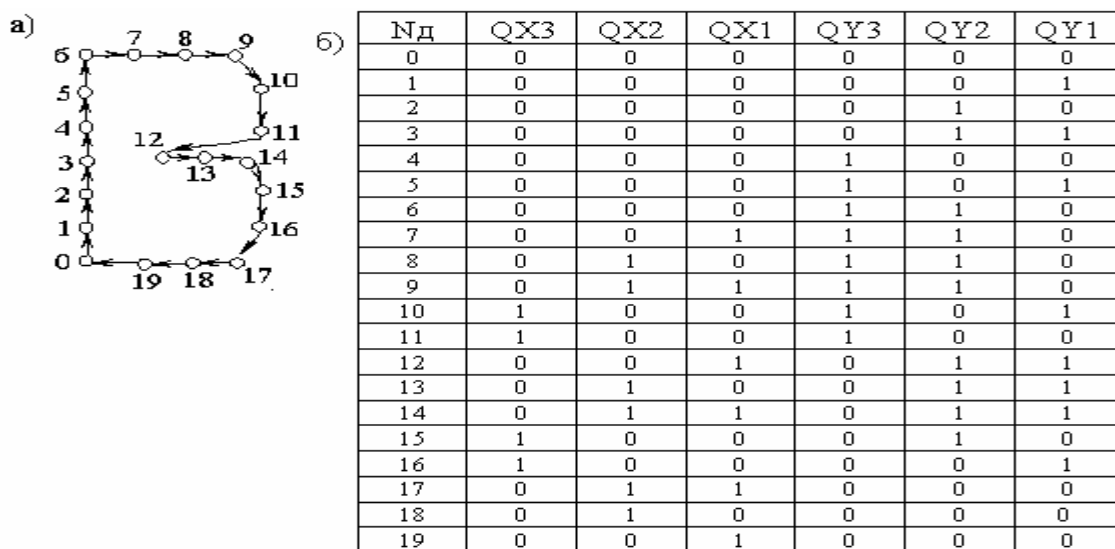 а)
6 7 8 9
10
5
4 12 11
3 13 14
2 15
1 16
0 19 18 17
б)
Nд QX3 QX2 QX1 QY3 QY2 QY1
0 0 0 0 0 0 0
1 0 0 0 0 0 1
2 0 0 0 0 1 0
3 0 0 0 0 1 1
4 0 0 0 1 0 0
5 0 0 0 1 0 1
6 0 0 0 1 1 0
7 0 0 1 1 1 0
8 0 1 0 1 1 0
9 0 1 1 1 1 0
10 1 0 0 1 0 1
11 1 0 0 1 0 0
12 0 0 1 0 1 1
13 0 1 0 0 1 1
14 0 1 1 0 1 1
15 1 0 0 0 1 0
16 1 0 0 0 0 1
17 0 1 1 0 0 0
18 0 1 0 0 0 0
19 0 0 1 0 0 0